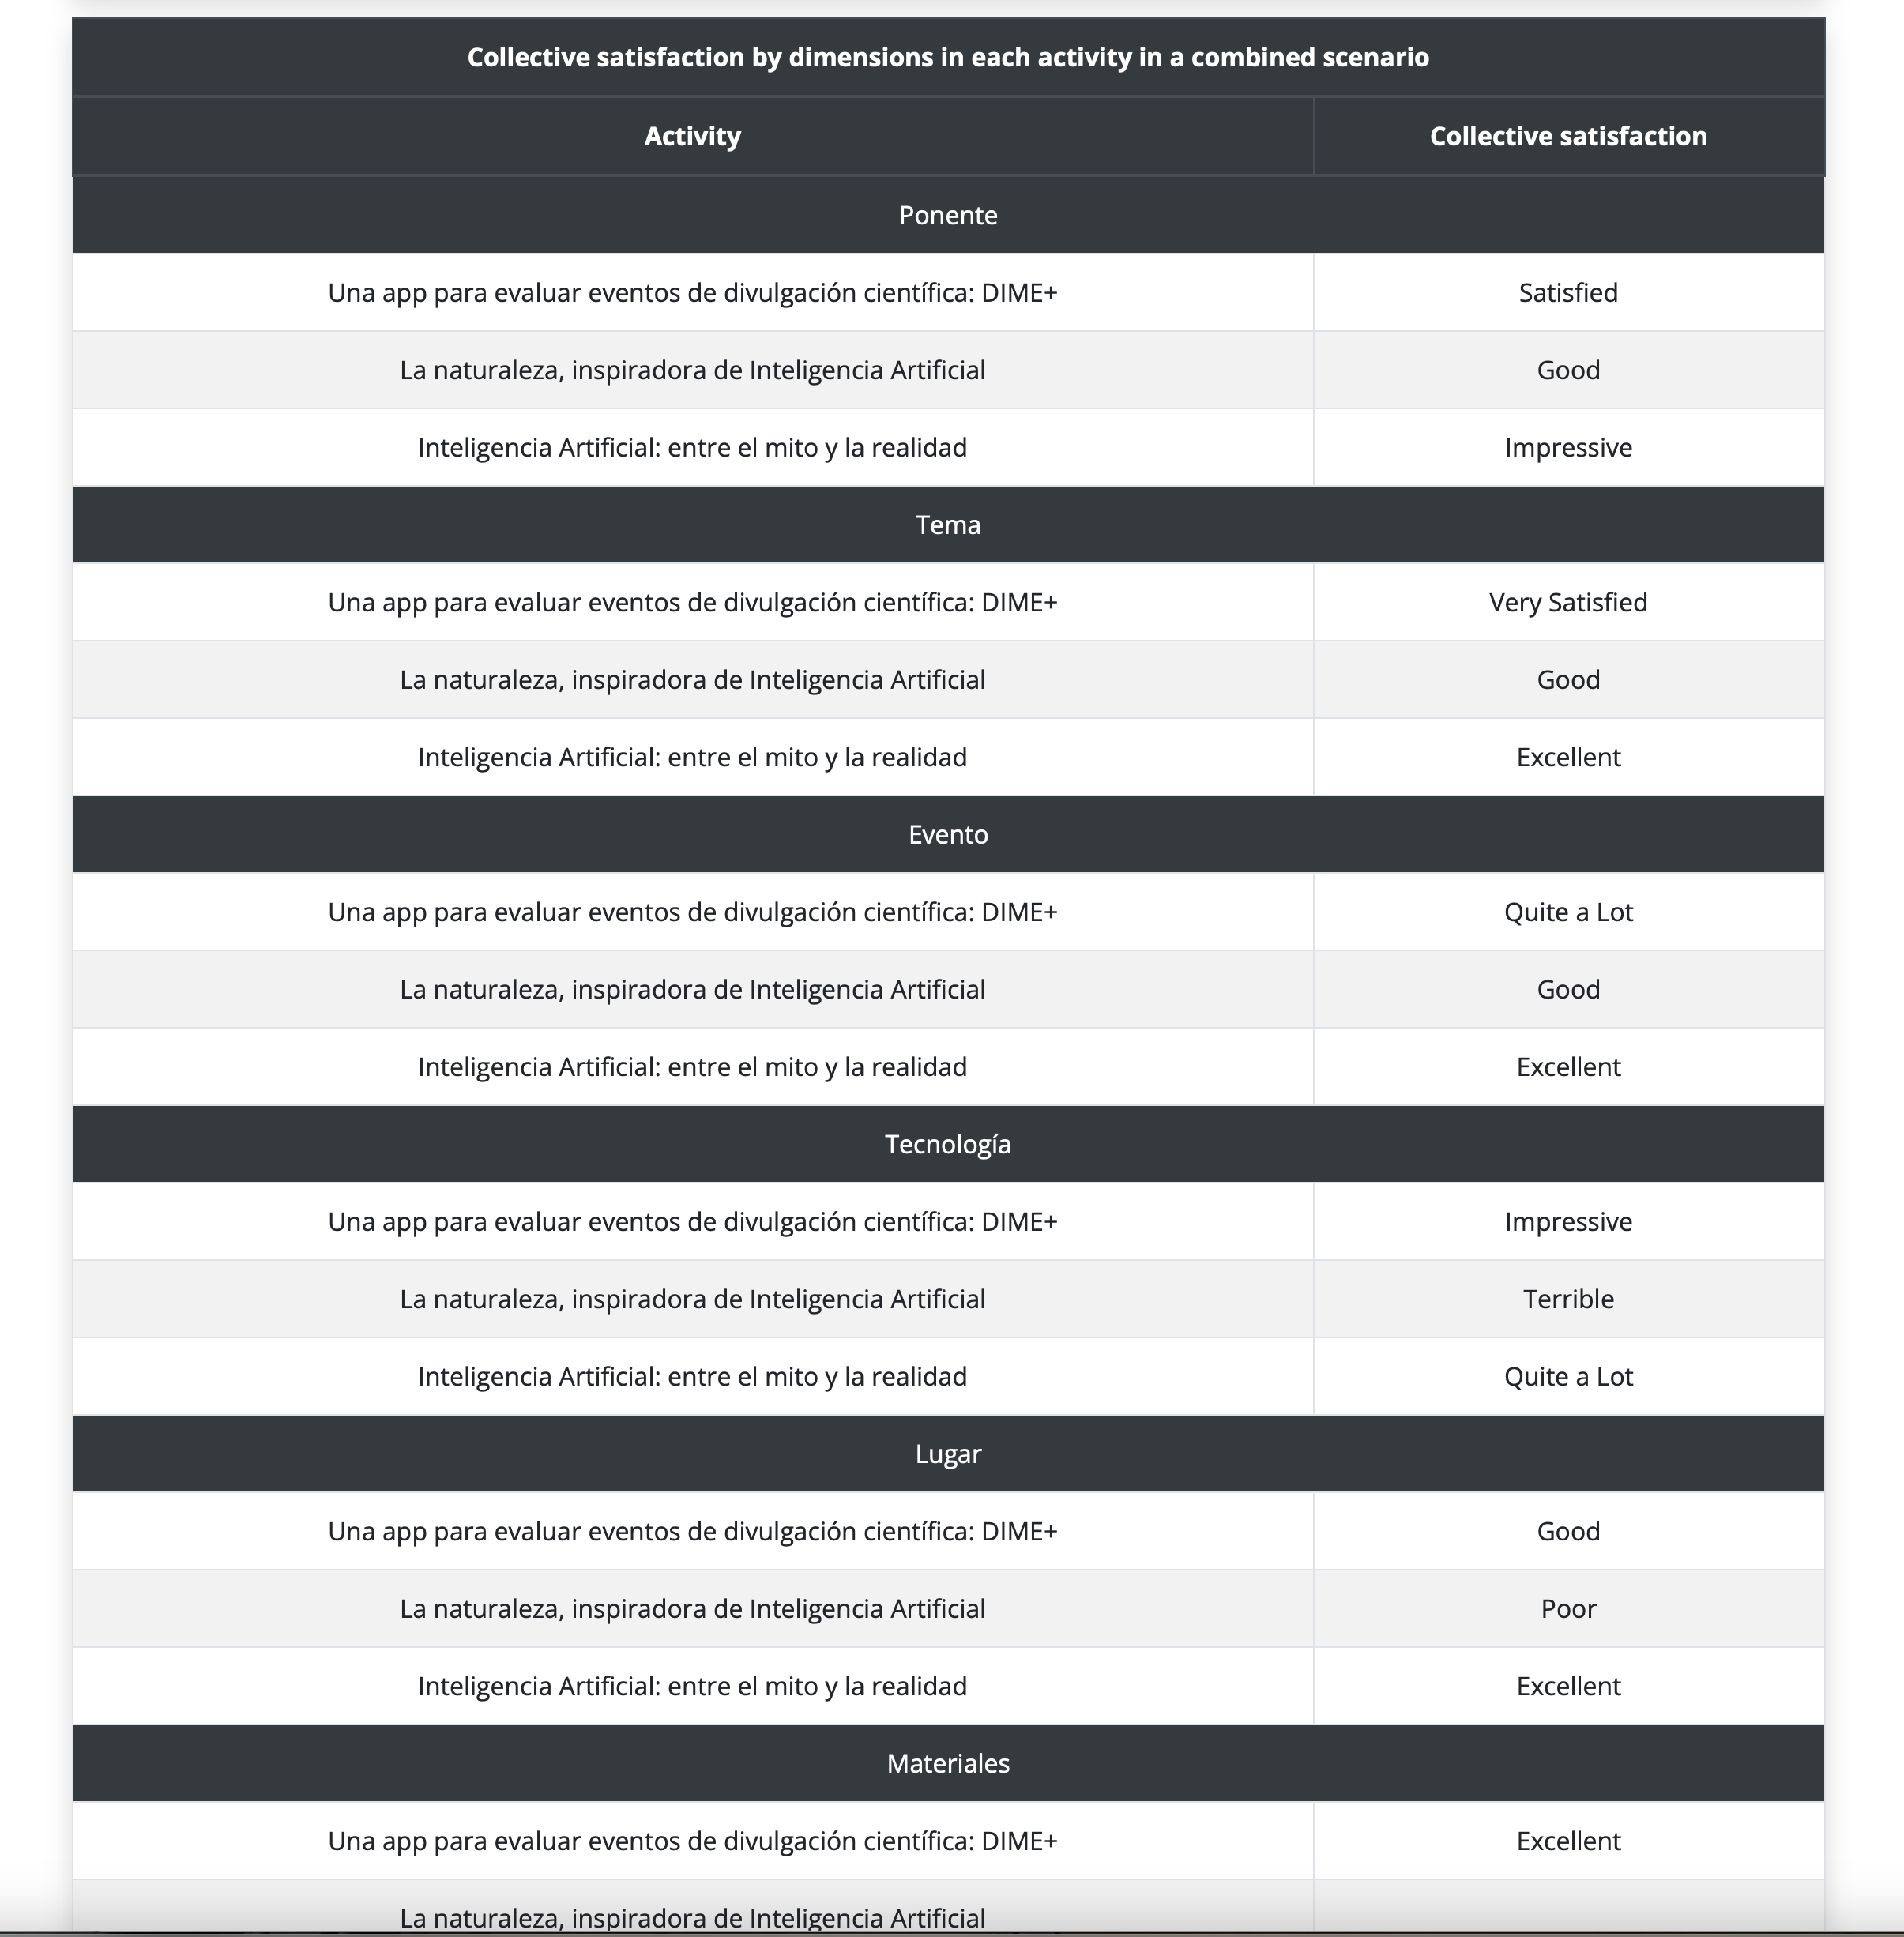 Collective satisfaction by dimensions in each activity in a combined scenario
Activity Collective satisfaction
Ponente
Una app para evaluar eventos de divulgación científica: DIME+ Satisfied
La naturaleza, inspiradora de Inteligencia Artificial Good
Inteligencia Artificial: entre el mito y la realidad Impressive
Tema
Una app para evaluar eventos de divulgación científica: DIME+ Very Satisfied
La naturaleza, inspiradora de Inteligencia Artificial Good
Inteligencia Artificial: entre el mito y la realidad Excellent
Evento
Una app para evaluar eventos de divulgación científica: DIME+ Quite a Lot
La naturaleza, inspiradora de Inteligencia Artificial Good
Inteligencia Artificial: entre el mito y la realidad Excellent
Tecnología
Una app para evaluar eventos de divulgación científica: DIME+ Impressive
La naturaleza, inspiradora de Inteligencia Artificial Terrible
Inteligencia Artificial: entre el mito y la realidad Quite a Lot
Lugar
Una app para evaluar eventos de divulgación científica: DIME+ Good
La naturaleza, inspiradora de Inteligencia Artificial Poor
Inteligencia Artificial: entre el mito y la realidad Excellent
Materiales
Una app para evaluar eventos de divulgación científica: DIME+ Excellent
La naturaleza, inspiradora de Inteligencia Artificial